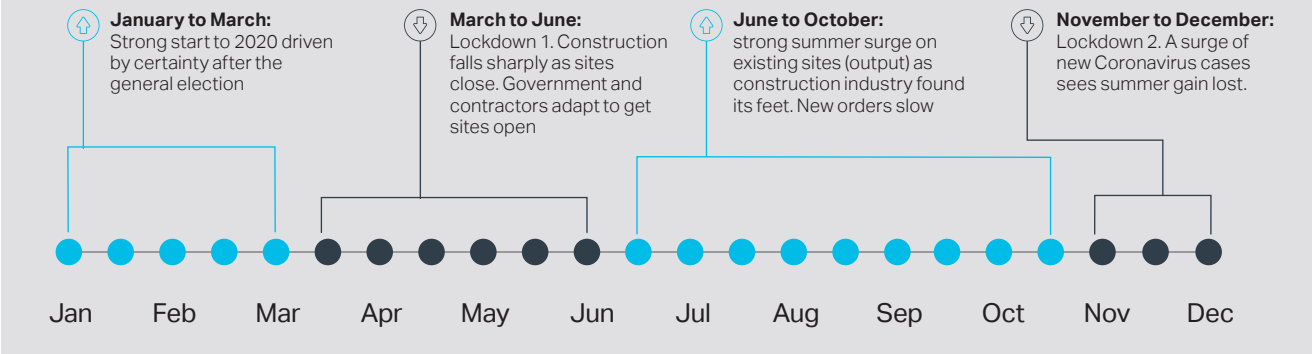 January to March:
Strong start to 2020 driven
by certainty after the
general election
March to June:
Lockdown 1. Construction
falls sharply as sites
close. Government and
contractors adapt to get
sites open
June to October:
strong summer surge on
existing sites (output) as
construction industry found
its feet. New orders slow
November to December:
Lockdown 2. A surge of
new Coronavirus cases
sees summer gain lost.
Jan Feb Mar Apr May Jun Jul Aug Sep Oct Nov Dec